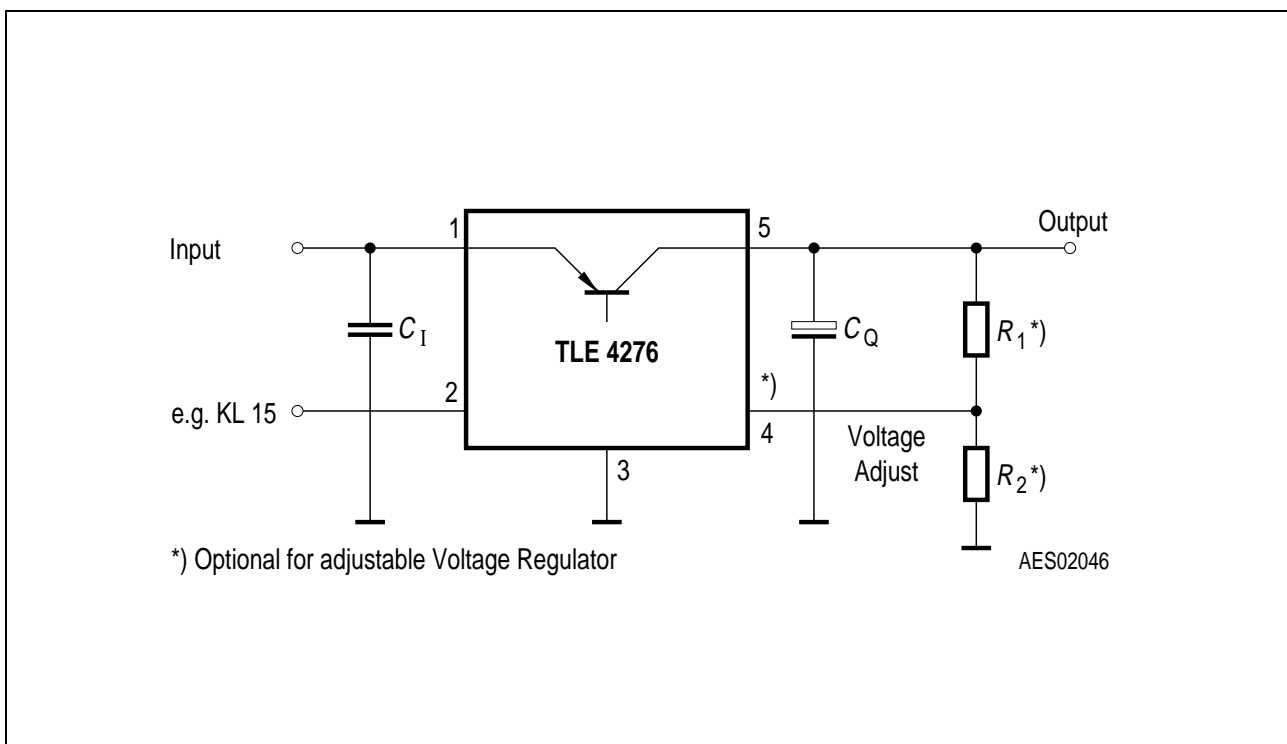 Input
1
5
Output
C I
TLE 4276
C Q
R 1 *)
e.g. KL 15
2
*)
4
Voltage
Adjust
3
R 2 *)
*) Optional for adjustable Voltage Regulator
AES02046